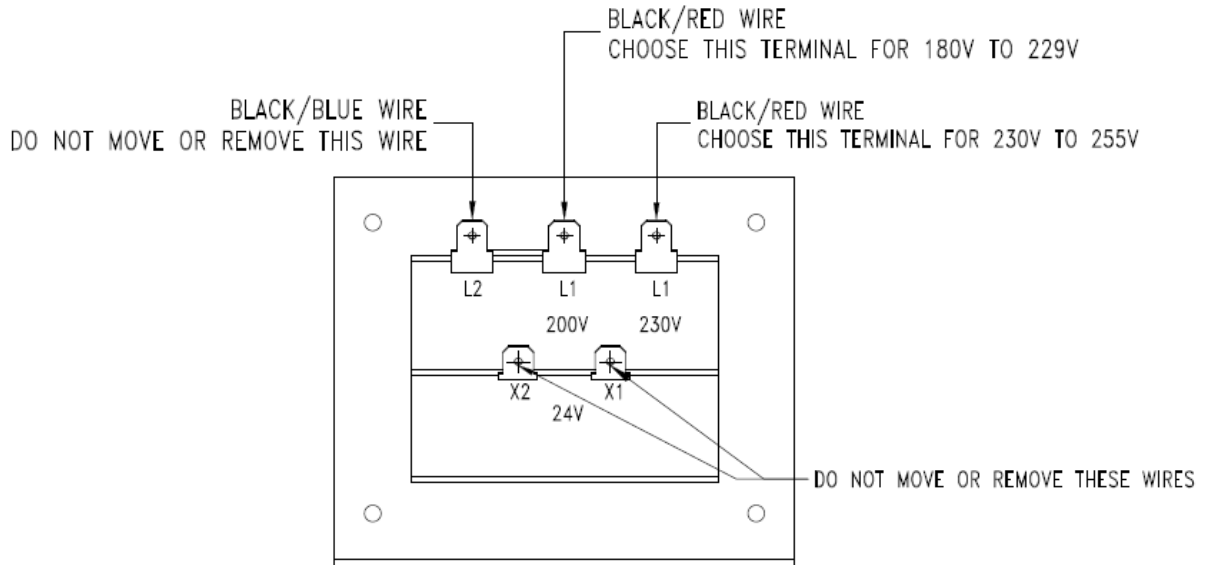 BLACK/RED WIRE
CHOOSE THIS TERMINAL FOR 180V TO 229V
BLACK/BLUE WIRE
DO NOT MOVE OR REMOVE THIS WIRE
BLACK/RED WIRE
CHOOSE THIS TERMINAL FOR 230V TO 255V
L2
L1
L1
200V
230V
X2
X1
24V
DO NOT MOVE OR REMOVE THESE WIRES